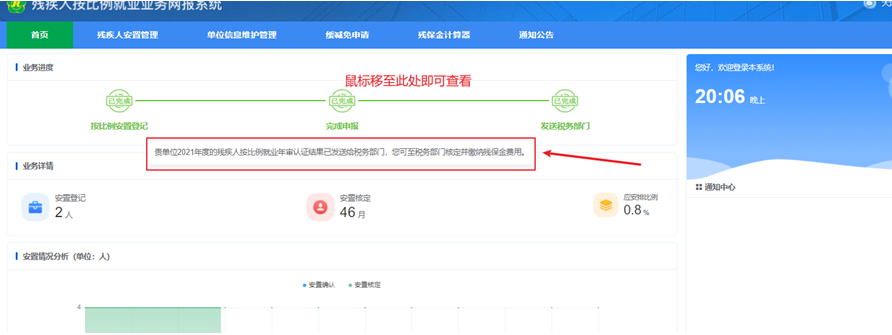 残疾人按比例就业业务网报系统
首页 残疾人安置管理 单位信息维护管理 缓减免申请 残保金计算器 通知公告
业务进度
鼠标移至此处即可查看
您好，欢迎登录本系统!
20:06 晚上
已完成 已完成 已完成
按比例安置登记 完成申报 发送税务部门
贵单位2021年度的残疾人按比例就业年审认证结果已发送给税务部门，您可至税务部门核定并缴纳残保金费用。
业务详情
通知中心
安置登记
2 人
安置核定
46 月
应安排比例
0.8 %
安置情况分析（单位：人）
安置确认 安置核定
4